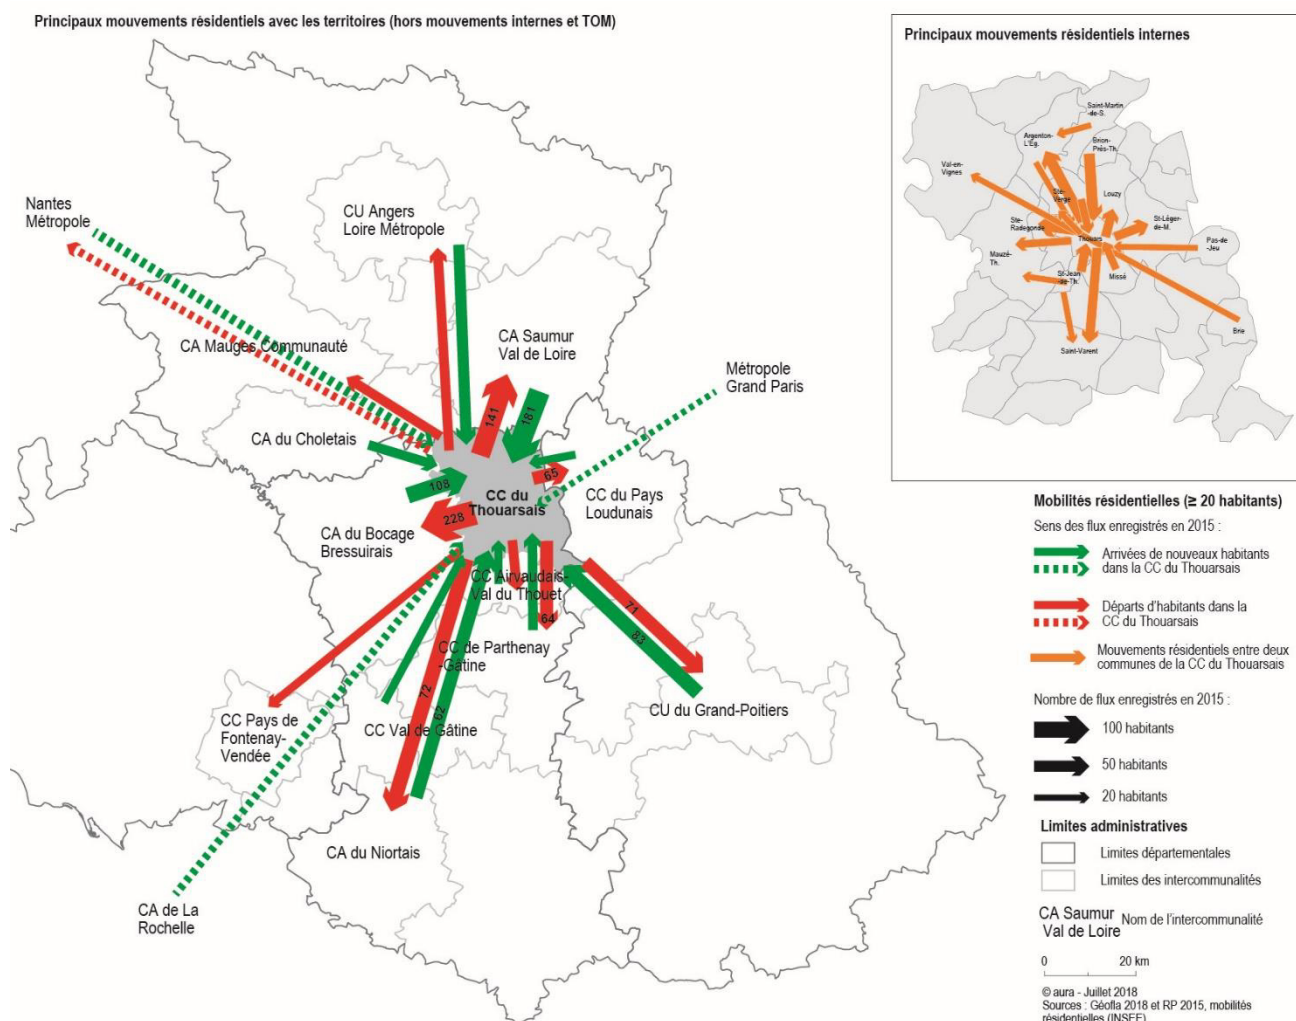 Principaux mouvements résidentiels avec les territoires (hors mouvements internes et TOM)
Nantes
Métropole
CU Angers
Loire Métropole
CA Mauges Communauté
CA Saumur
Val de Loire
Métropole
Grand Paris
CA du Choletais
141
181
108
65
CC du
Thouarsais
CC du Pays
Loudunais
228
CA du Bocage
Bressuirais
CC Airvaudais-
Val du Thouet
64
71
83
CC de Parthenay
-Gâtine
72
62
CC Pays de
Fontenay-
Vendée
CC Val de Gâtine
CU du Grand-Poitiers
CA du Niortais
CA de La
Rochelle
Principaux mouvements résidentiels internes
Saint-Martin
-de-S.
Argenton-
L'Ég.
Brion-
Près-Th.
Val-en-
Vignes
Ste-
Verge
Louzy
Ste-
Radegonde
St-Léger-
de-M.
Thouars
Pas-de
-Jeu
Mauzé-
Th.
St-Jean
-de-Th.
Missé
Brie
Saint-Varent
Mobilités résidentielles (≥ 20 habitants)
Sens des flux enregistrés en 2015 :
Arrivées de nouveaux habitants
dans la CC du Thouarsais
Départs d'habitants dans la
CC du Thouarsais
Mouvements résidentiels entre deux
communes de la CC du Thouarsais
Nombre de flux enregistrés en 2015 :
100 habitants
50 habitants
20 habitants
Limites administratives
Limites départementales
Limites des intercommunalités
CA Saumur
Val de Loire
Nom de l'intercommunalité
0 20 km
© aura - Juillet 2018
Sources : Géofla 2018 et RP 2015, mobilités
résidentielles (INSEE)